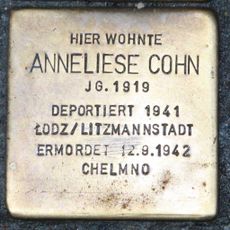 HIER WOHNTE
ANNELIESE COHN
JG. 1919
DEPORTIERT 1941
ŁODZ/LITZMANNSTADT
ERMORDET 12.9.1942
CHELMNO